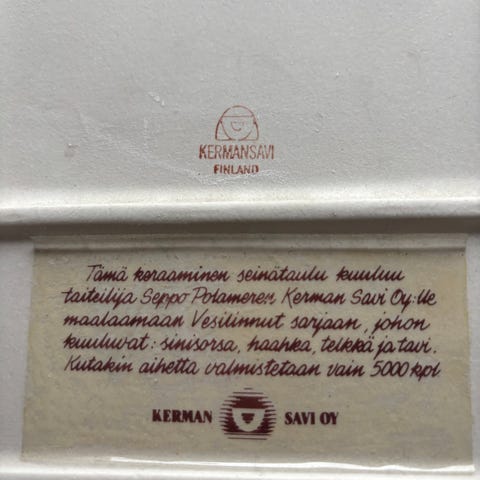 KERMANSAVI
FINLAND
Tämä keraaminen seinätaulu kuuluu
taiteilija Seppo Polameren Kerman Savi Oy:lle
maalaamaan Vesilinnut sarjaan, johon
kuuluvat: sinisorsa, haahka, telkkä ja tavi.
Kutakin aihetta valmistetaan vain 5000 kpl
KERMAN SAVI OY